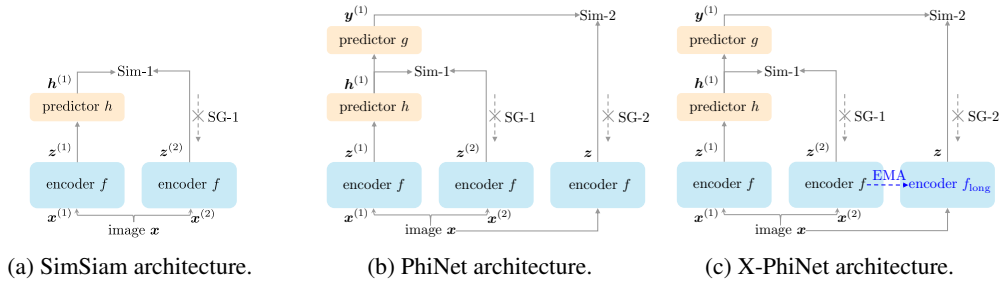 Sim-1
h^(1)
predictor h
SG-1
z^(1)
z^(2)
encoder f
encoder f
x^(1)
x^(2)
image x
(a) SimSiam architecture.
y^(1)
Sim-2
predictor g
h^(1)
Sim-1
predictor h
SG-1
SG-2
z^(1)
z^(2)
z
encoder f
encoder f
encoder f
x^(1)
x^(2)
image x
(b) PhiNet architecture.
y^(1)
Sim-2
predictor g
h^(1)
Sim-1
predictor h
SG-1
SG-2
z^(1)
z^(2)
z
encoder f
encoder f
EMA
encoder f_long
x^(1)
x^(2)
image x
(c) X-PhiNet architecture.